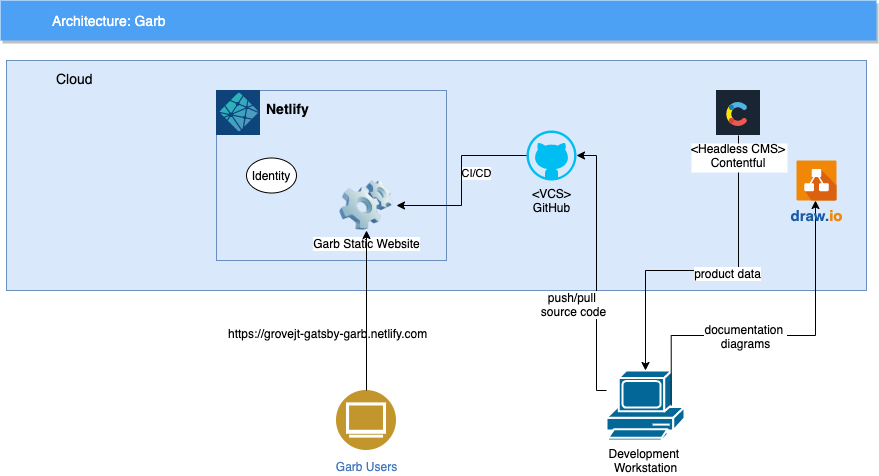 Architecture: Garb
Cloud
Netlify
Identity
Garb Static Website
CI/CD
<VCS>
GitHub
<Headless CMS>
Contentful
draw.io
product data
push/pull
source code
documentation
diagrams
https://grovejt-gatsby-garb.netlify.com
Garb Users
Development
Workstation